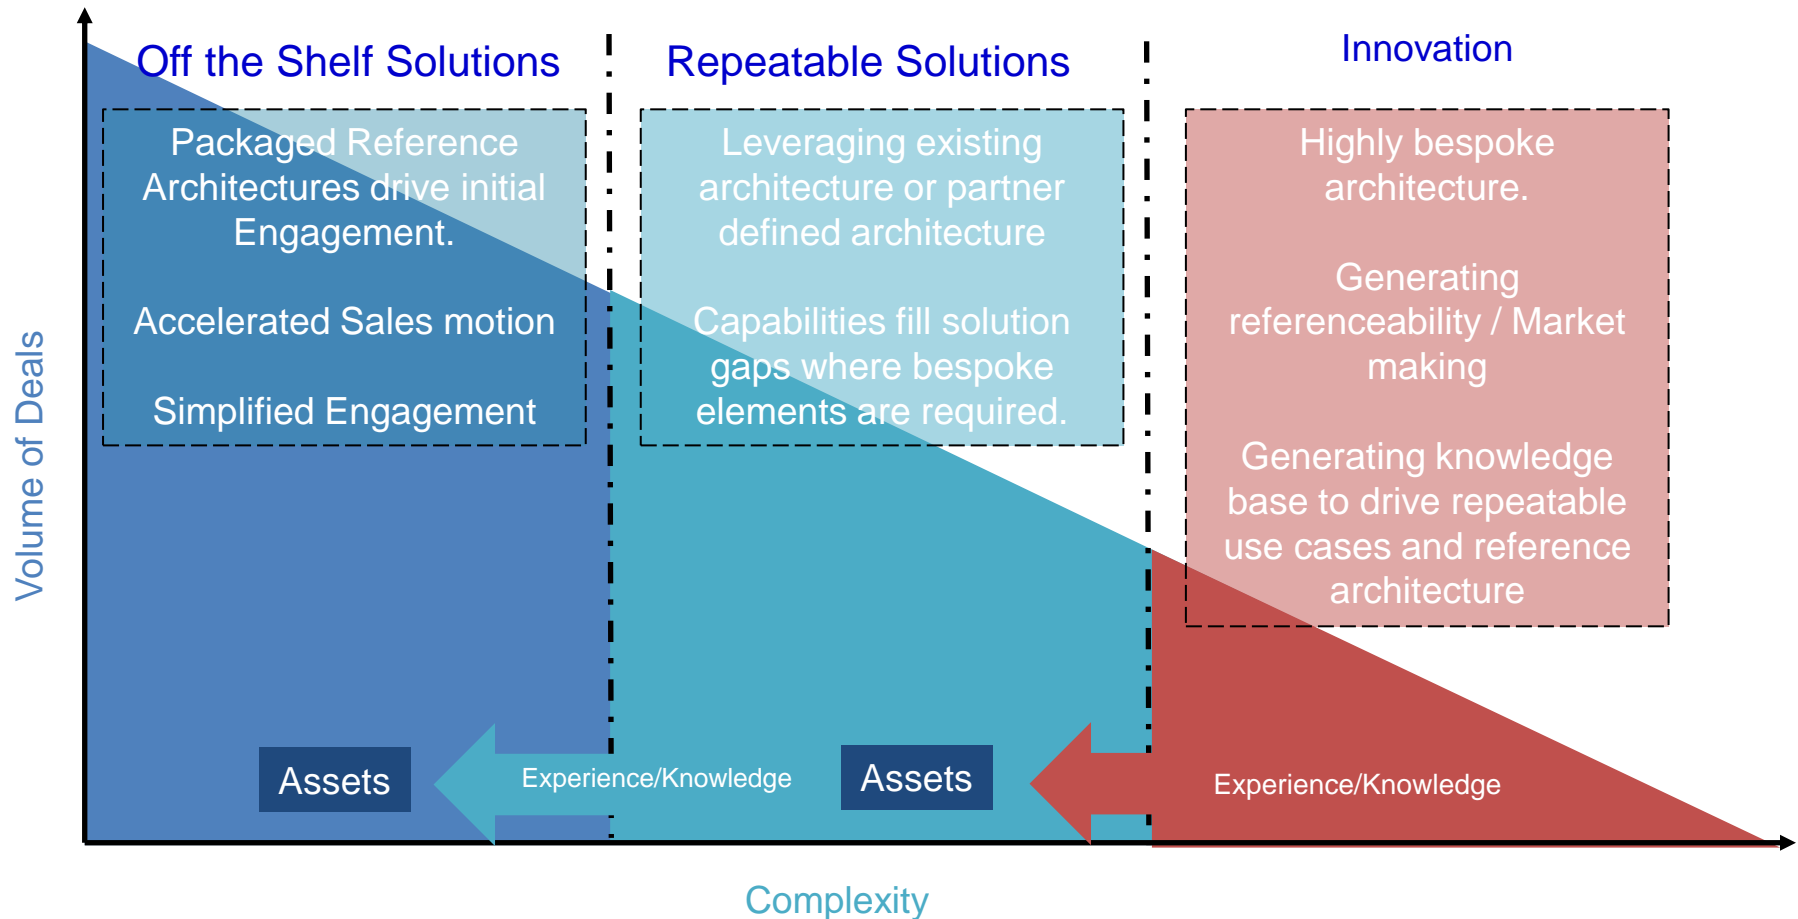 Off the Shelf Solutions
Packaged Reference
Architectures drive initial
Engagement.
Accelerated Sales motion
Simplified Engagement
Repeatable Solutions
Leveraging existing
architecture or partner
defined architecture
Capabilities fill solution
gaps where bespoke
elements are required.
Innovation
Highly bespoke
architecture.
Generating
referenceability / Market
making
Generating knowledge
base to drive repeatable
use cases and reference
architecture
Volume of Deals
Assets
Experience/Knowledge
Assets
Experience/Knowledge
Complexity